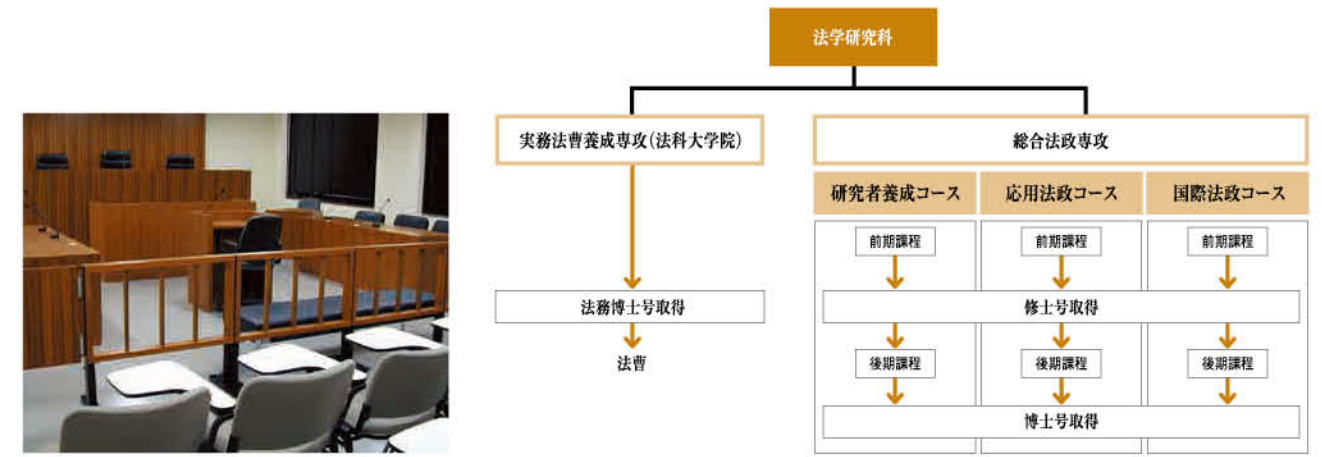 法学研究科
実務法曹養成専攻(法科大学院)
法務博士号取得
法曹
総合法政専攻
研究者養成コース
応用法政コース
国際法政コース
前期課程
前期課程
前期課程
修士号取得
後期課程
後期課程
後期課程
博士号取得